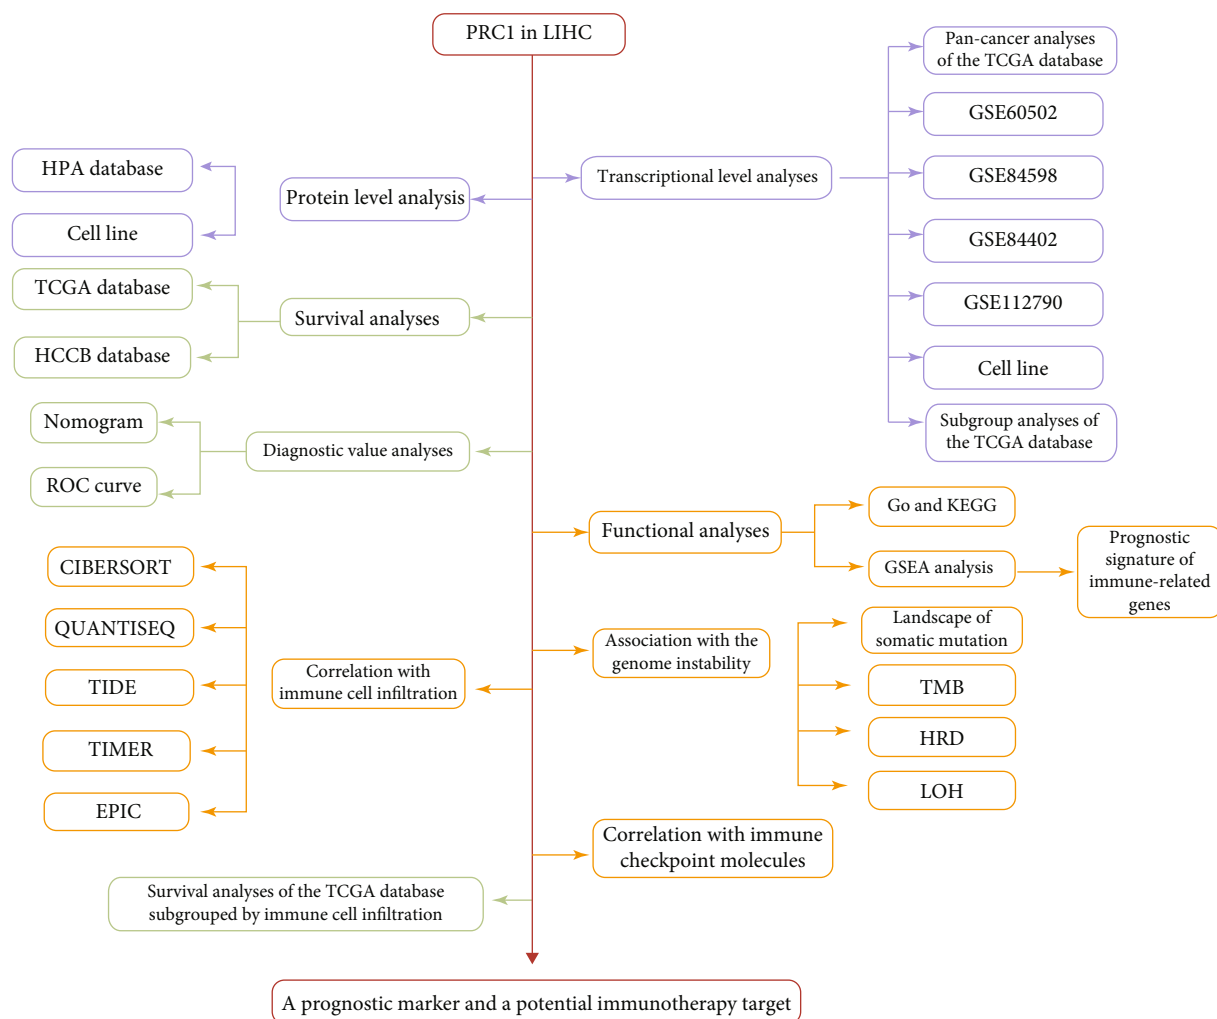 PRC1 in LIHC
Pan-cancer analyses
of the TCGA database
GSE60502
HPA database
Transcriptional level analyses
GSE84598
Protein level analysis
Cell line
GSE84402
TCGA database
GSE112790
Survival analyses
HCCB database
Cell line
Nomogram
Subgroup analyses of
the TCGA database
Diagnostic value analyses
ROC curve
Go and KEGG
Functional analyses
Prognostic
signature of
immune-related
genes
GSEA analysis
CIBERSORT
QUANTISEQ
Landscape of
somatic mutation
Association with the
genome instability
Correlation with
immune cell infiltration
TIDE
TMB
TIMER
HRD
EPIC
LOH
Correlation with immune
checkpoint molecules
Survival analyses of the TCGA database
subgrouped by immune cell infiltration
A prognostic marker and a potential immunotherapy target